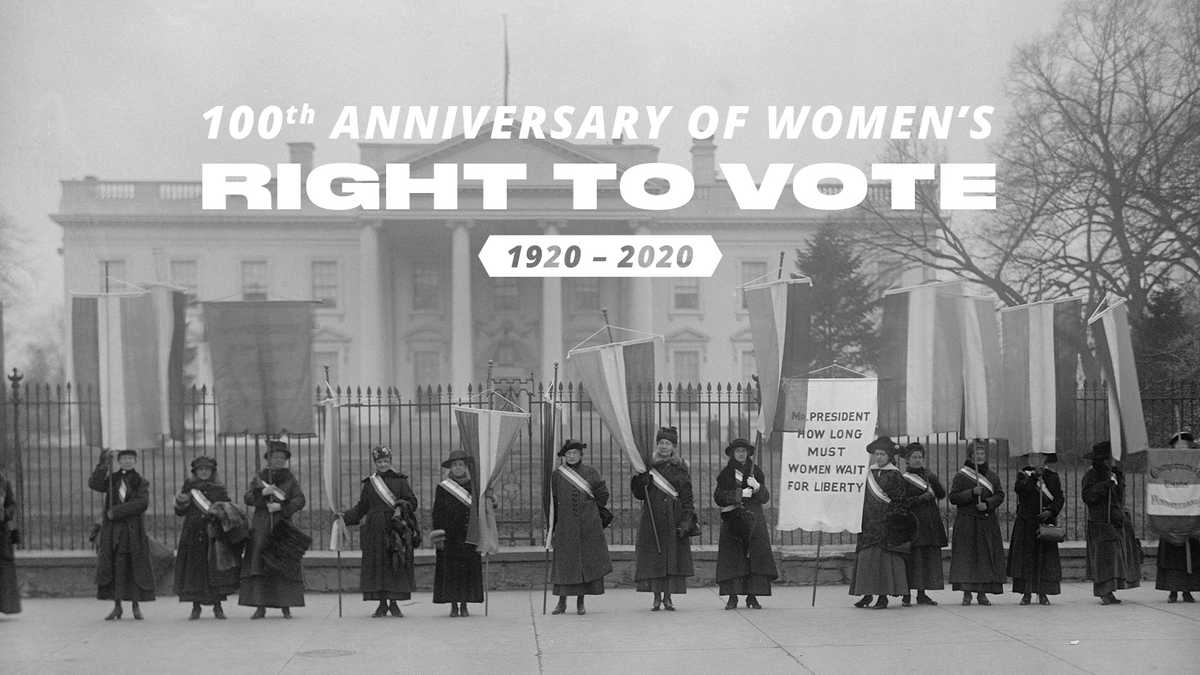 100th ANNIVERSARY OF WOMEN'S
RIGHT TO VOTE
1920 – 2020
MR. PRESIDENT
HOW LONG
MUST
WOMEN WAIT
FOR LIBERTY